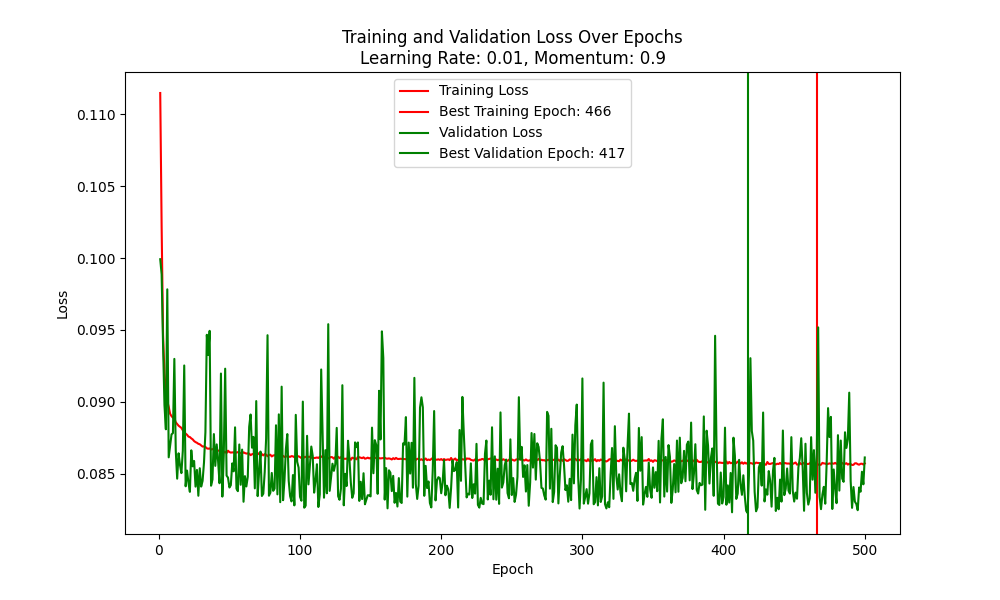 Training and Validation Loss Over Epochs
Learning Rate: 0.01, Momentum: 0.9
Training Loss
Best Training Epoch: 466
Validation Loss
Best Validation Epoch: 417
0.110
0.105
0.100
0.095
0.090
0.085
Loss
0
100
200
300
400
500
Epoch